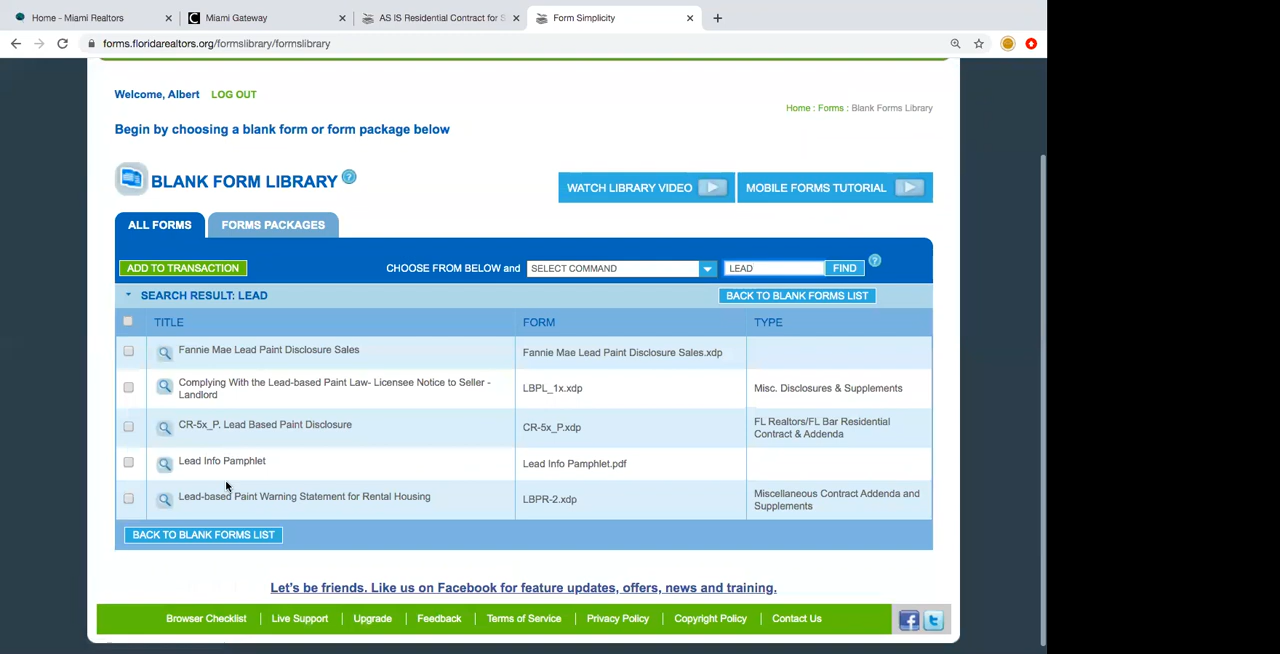 Home - Miami Realtors
Miami Gateway
AS IS Residential Contract for S
Form Simplicity
forms.floridarealtors.org/formslibrary/formslibrary
Welcome, Albert LOG OUT
Home : Forms : Blank Forms Library
Begin by choosing a blank form or form package below
BLANK FORM LIBRARY ?
WATCH LIBRARY VIDEO
MOBILE FORMS TUTORIAL
ALL FORMS
FORMS PACKAGES
ADD TO TRANSACTION
CHOOSE FROM BELOW and
SELECT COMMAND
LEAD
FIND
?
SEARCH RESULT: LEAD
BACK TO BLANK FORMS LIST
TITLE
FORM
TYPE
Fannie Mae Lead Paint Disclosure Sales
Fannie Mae Lead Paint Disclosure Sales.xdp
Complying With the Lead-based Paint Law- Licensee Notice to Seller -
Landlord
LBPL_1x.xdp
Misc. Disclosures & Supplements
CR-5x_P. Lead Based Paint Disclosure
CR-5x_P.xdp
FL Realtors/FL Bar Residential
Contract & Addenda
Lead Info Pamphlet
Lead Info Pamphlet.pdf
Lead-based Paint Warning Statement for Rental Housing
LBPR-2.xdp
Miscellaneous Contract Addenda and
Supplements
BACK TO BLANK FORMS LIST
Let's be friends. Like us on Facebook for feature updates, offers, news and training.
Browser Checklist
Live Support
Upgrade
Feedback
Terms of Service
Privacy Policy
Copyright Policy
Contact Us